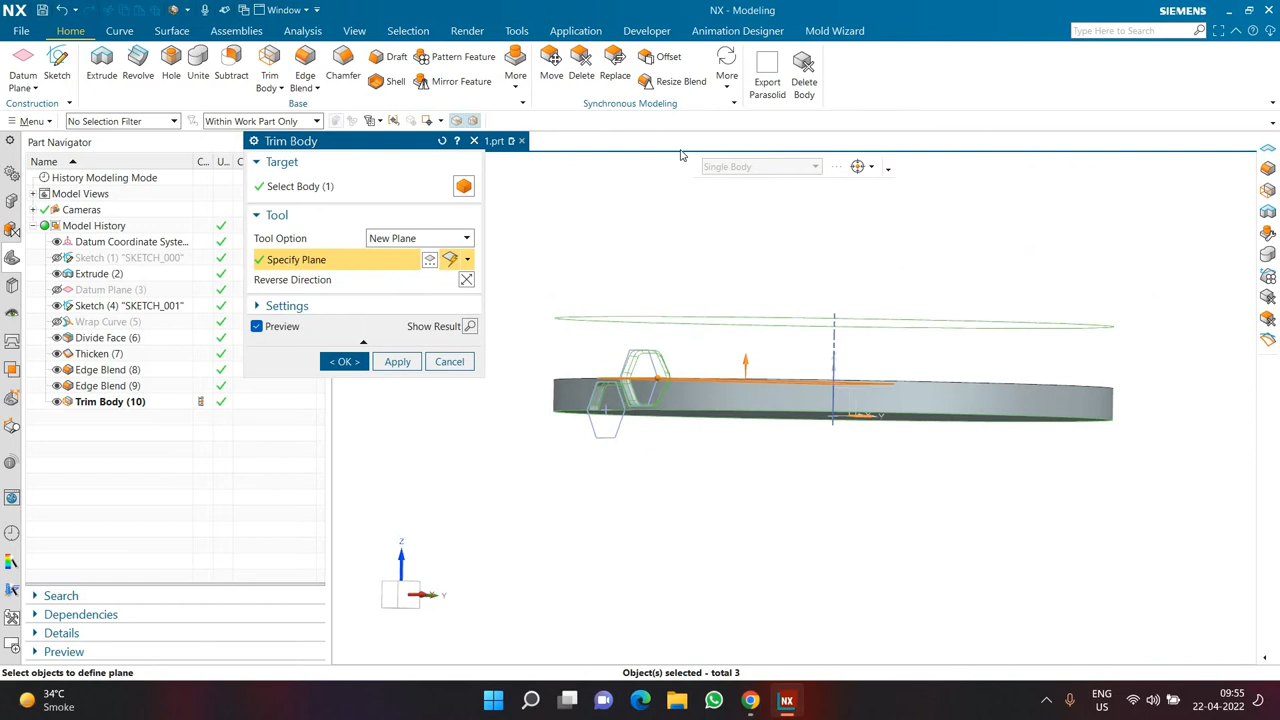 NX
Window
NX - Modeling
SIEMENS
File
Home
Curve
Surface
Assemblies
Analysis
View
Selection
Render
Tools
Application
Developer
Animation Designer
Mold Wizard
Type Here to Search
Datum Plane
Sketch
Extrude
Revolve
Hole
Unite
Subtract
Trim Body
Edge Blend
Chamfer
Draft
Shell
Pattern Feature
Mirror Feature
More
Move
Delete
Replace
Offset
Resize Blend
More
Export Parasolid
Delete Body
Construction
Base
Synchronous Modeling
Menu
No Selection Filter
Within Work Part Only
Part Navigator
Name
C...
U...
C
History Modeling Mode
Model Views
Cameras
Model History
Datum Coordinate Syste...
Sketch (1) "SKETCH_000"
Extrude (2)
Datum Plane (3)
Sketch (4) "SKETCH_001"
Wrap Curve (5)
Divide Face (6)
Thicken (7)
Edge Blend (8)
Edge Blend (9)
Trim Body (10)
Search
Dependencies
Details
Preview
Trim Body
Target
Select Body (1)
Tool
Tool Option
New Plane
Specify Plane
Reverse Direction
Settings
Preview
Show Result
< OK >
Apply
Cancel
1.prt
Single Body
Z
Y
Select objects to define plane
Object(s) selected - total 3
34°C
Smoke
ENG
US
09:55
22-04-2022